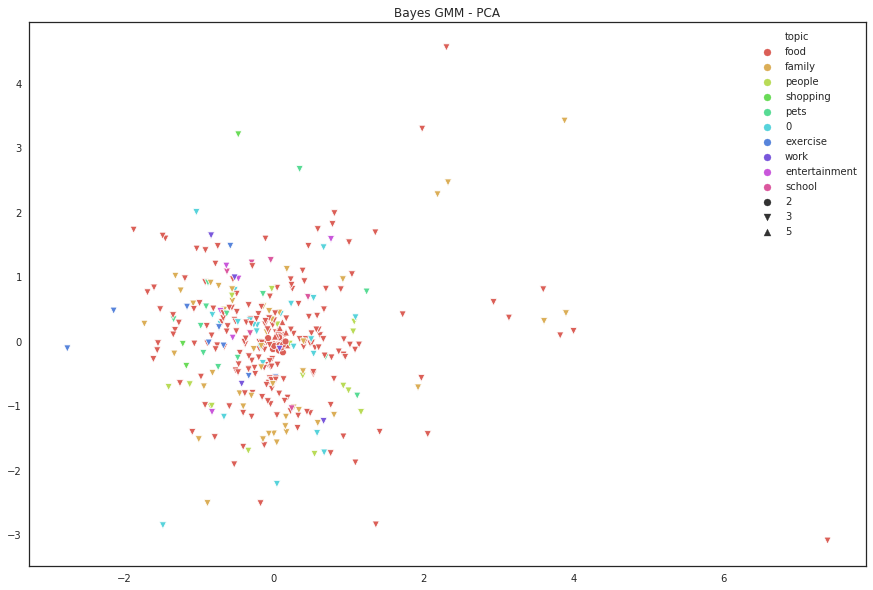 Bayes GMM - PCA
topic
food
family
people
shopping
pets
0
exercise
work
entertainment
school
2
3
5
4
3
2
1
0
−1
−2
−3
−2 0 2 4 6